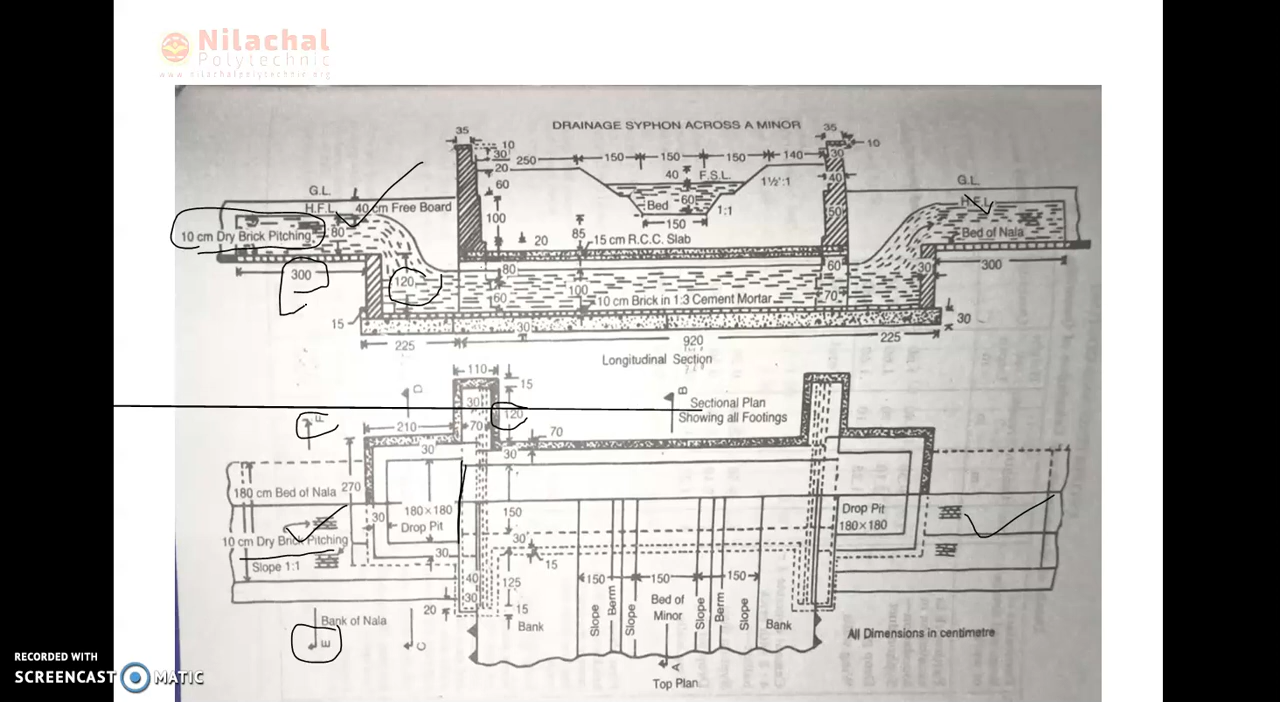 Nilachal
Polytechnic
www.nilachalpolytechnic.org
DRAINAGE SYPHON ACROSS A MINOR
35
35
10
10
30
30
20
250
150
150
150
140
40
F.S.L.
1½':1
40
60
G.L.
G.L.
H.F.L.
40 cm Free Board
H.F.L.
Bed
60
1:1
150
100
150
10 cm Dry Brick Pitching
80
85
20
15 cm R.C.C. Slab
Bed of Nala
300
80
60
30
300
120
60
100
10 cm Brick in 1:3 Cement Mortar
70
15
30
30
225
920
225
Longitudinal Section
110
15
D
B
30
120
Sectional Plan
Showing all Footings
F
210
70
70
30
30
180 cm Bed of Nala
270
180×180
Drop Pit
30
150
Drop Pit
180×180
10 cm Dry Brick Pitching
30
30
15
Slope 1:1
40
125
150
150
150
30
20
15
Bank of Nala
Bank
Slope
Berm
Slope
Bed of
Minor
Slope
Berm
Slope
Bank
All Dimensions in centimetre
E
C
A
Top Plan
RECORDED WITH
SCREENCAST MATIC